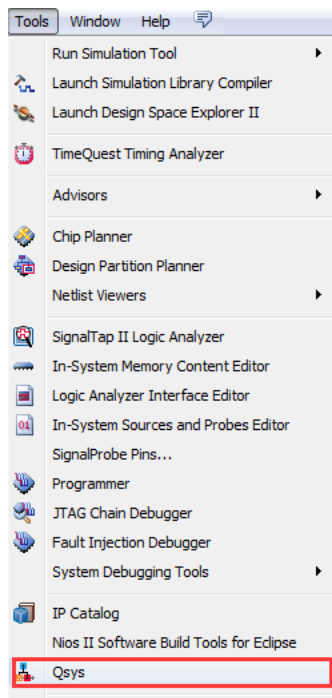 Tools Window Help
Run Simulation Tool
Launch Simulation Library Compiler
Launch Design Space Explorer II
TimeQuest Timing Analyzer
Advisors
Chip Planner
Design Partition Planner
Netlist Viewers
SignalTap II Logic Analyzer
In-System Memory Content Editor
Logic Analyzer Interface Editor
In-System Sources and Probes Editor
SignalProbe Pins...
Programmer
JTAG Chain Debugger
Fault Injection Debugger
System Debugging Tools
IP Catalog
Nios II Software Build Tools for Eclipse
Qsys